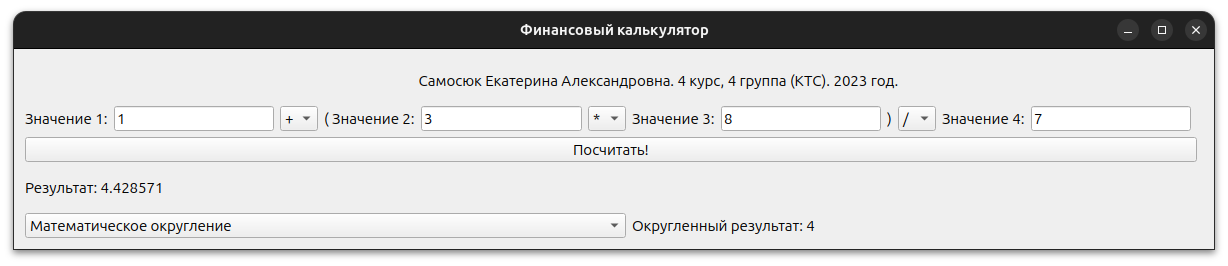 Финансовый калькулятор
Самосюк Екатерина Александровна. 4 курс, 4 группа (КТС). 2023 год.
Значение 1: 1 + ( Значение 2: 3 * Значение 3: 8 ) / Значение 4: 7
Посчитать!
Результат: 4.428571
Математическое округление Округленный результат: 4